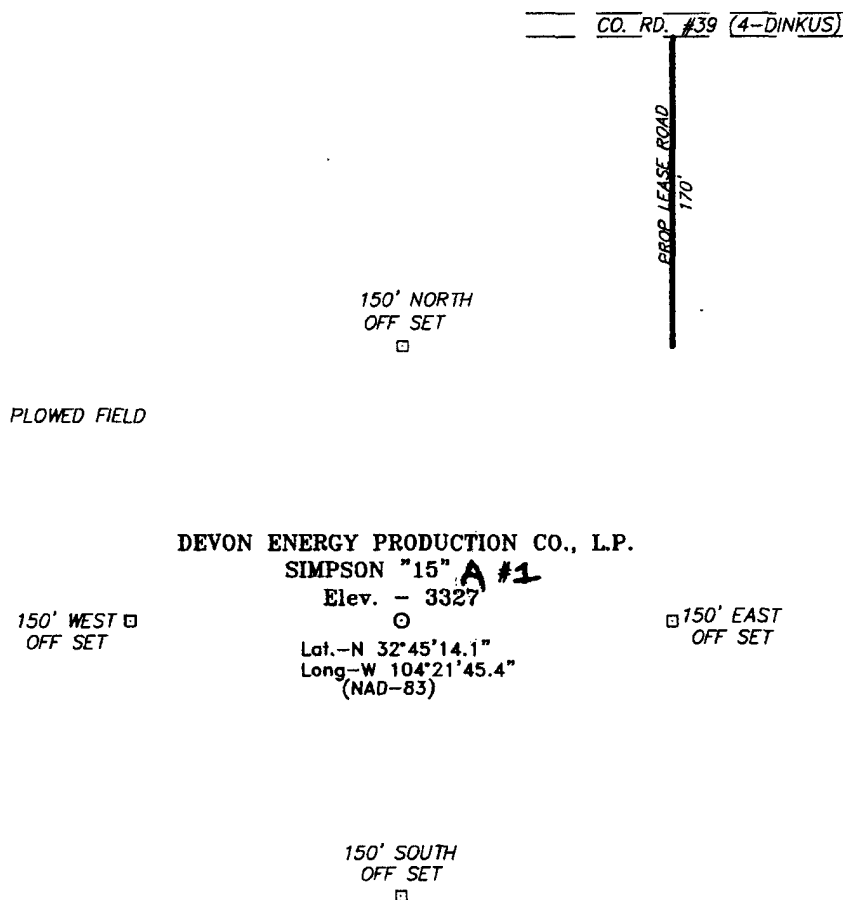 CO. RD. #39 (4-DINKUS)
PROP LEASE ROAD
170'
150' NORTH
OFF SET
PLOWED FIELD
DEVON ENERGY PRODUCTION CO., L.P.
SIMPSON "15" A #1
Elev. - 3327'
150' WEST
OFF SET
150' EAST
OFF SET
Lat.-N 32°45'14.1"
Long-W 104°21'45.4"
(NAD-83)
150' SOUTH
OFF SET